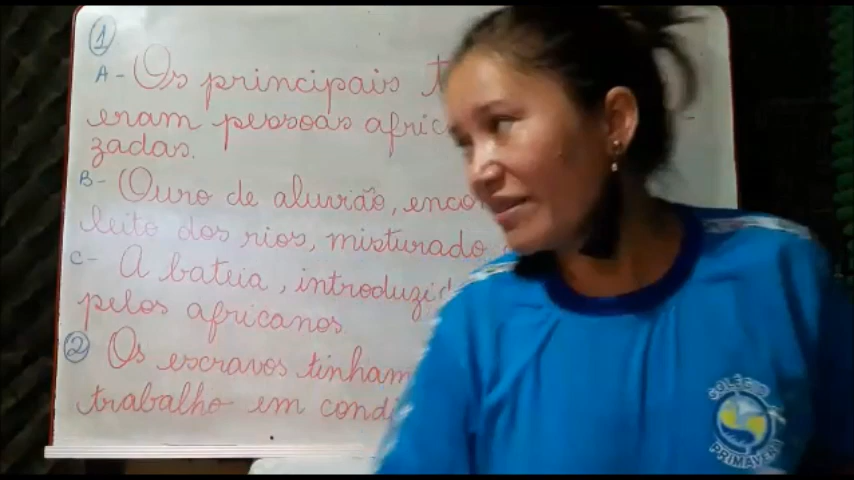 1
A - Os principais
eram pessoas afric
zadas.
B - Ouro de aluvião, enco
leito dos rios, misturado
C - A bateia, introduzid
pelos africanos.
2 Os escravos tinham
trabalho em condi
COLÉGIO
PRIMAVERA